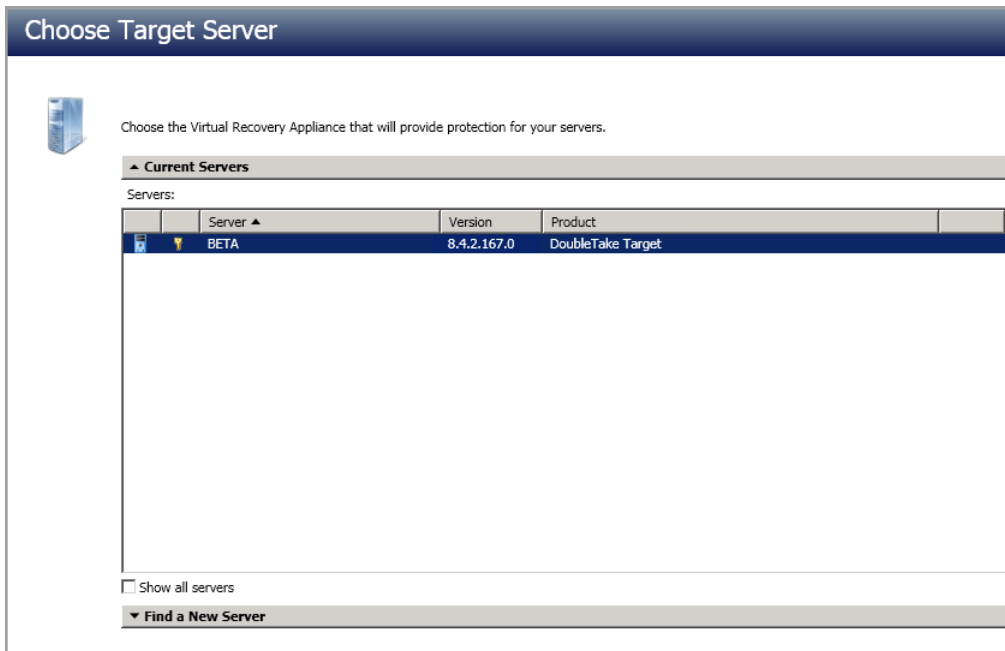 Choose Target Server
Choose the Virtual Recovery Appliance that will provide protection for your servers.
Current Servers
Servers:
Server Version Product
BETA 8.4.2.167.0 DoubleTake Target
Show all servers
Find a New Server